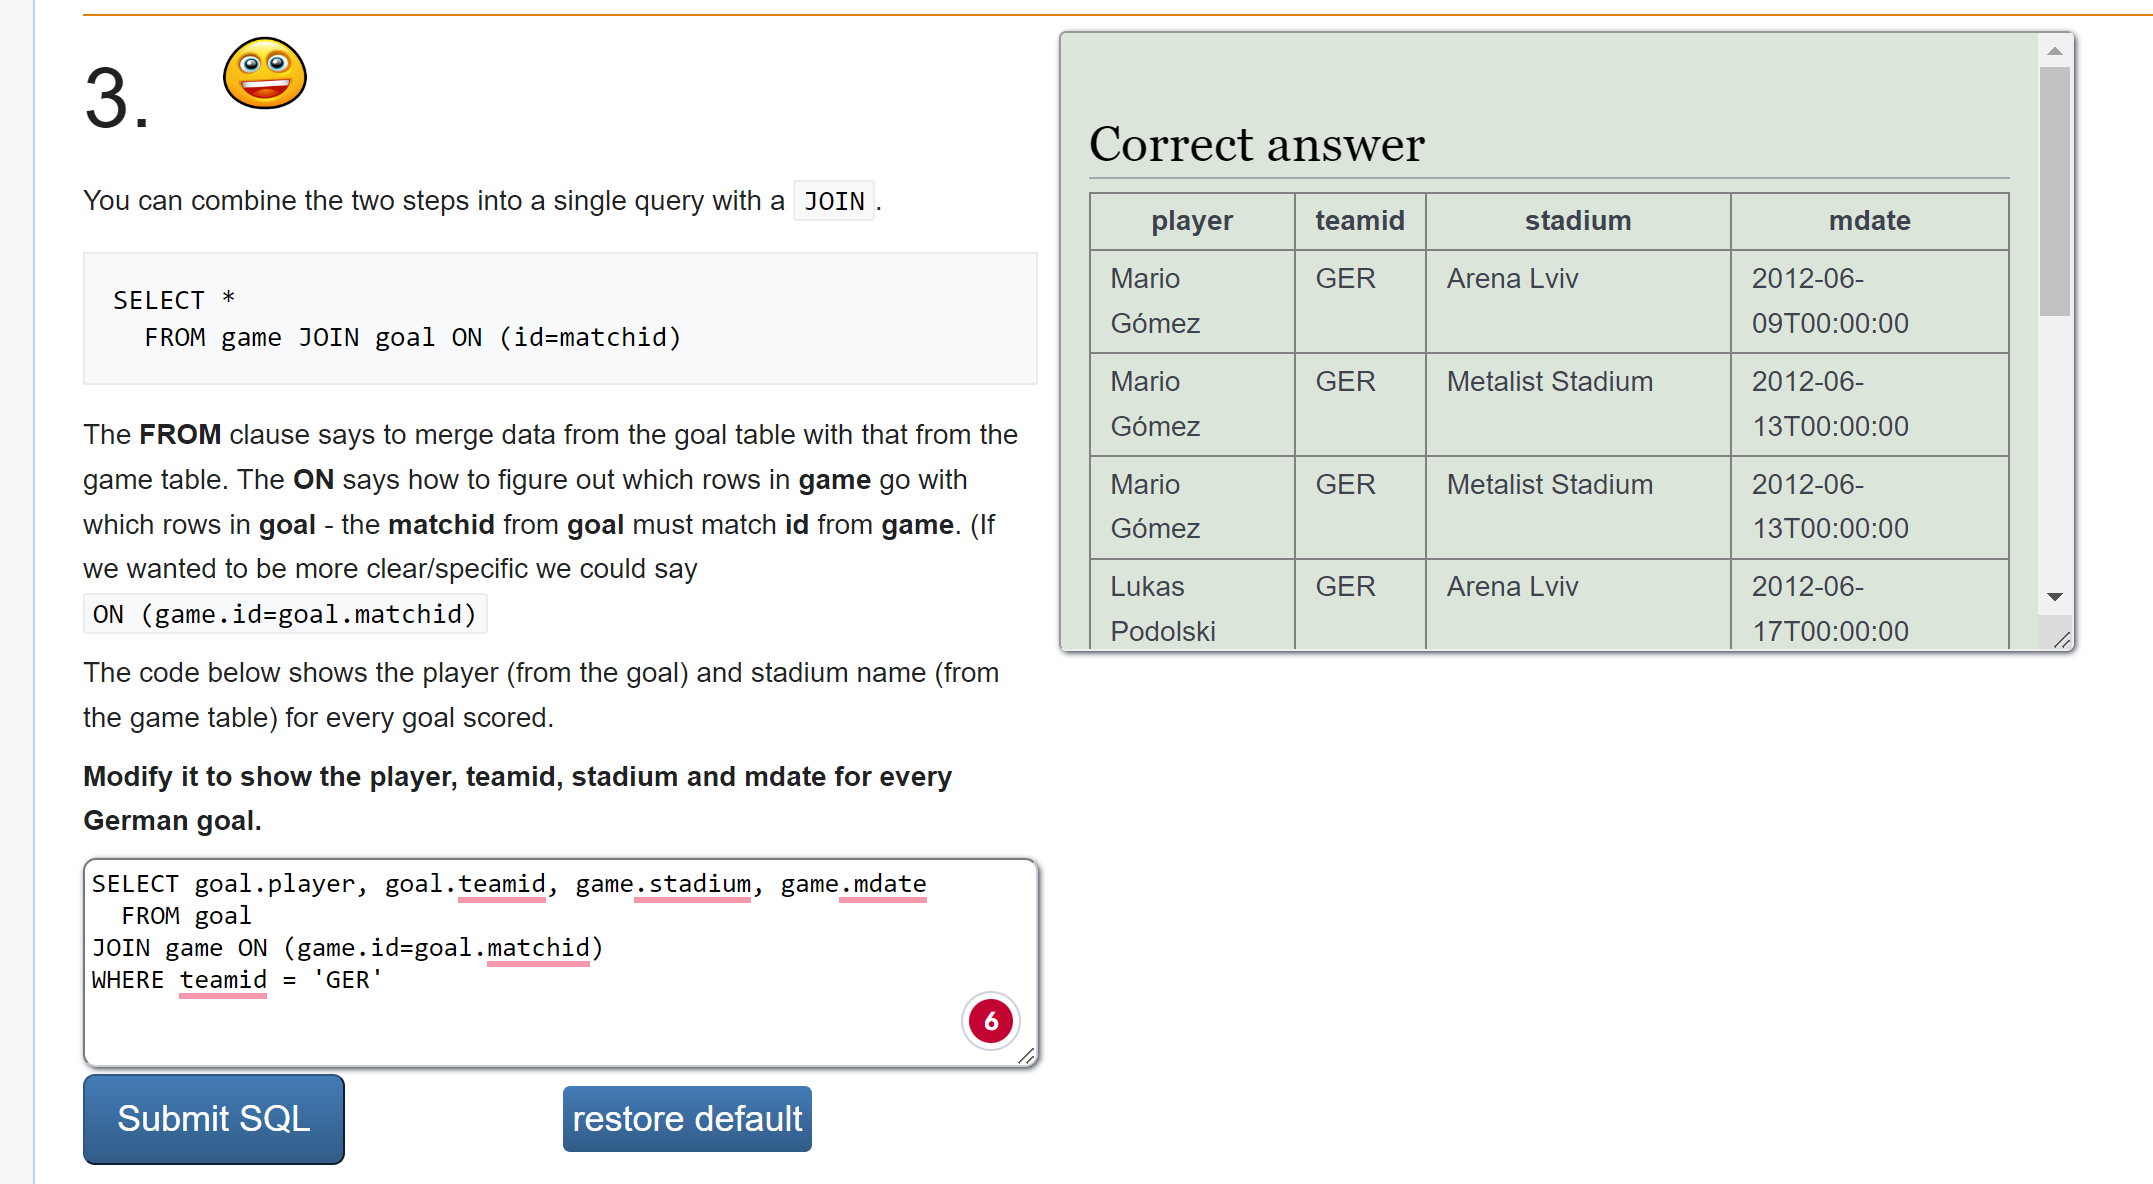 3.
You can combine the two steps into a single query with a JOIN.
SELECT *
FROM game JOIN goal ON (id=matchid)
The FROM clause says to merge data from the goal table with that from the
game table. The ON says how to figure out which rows in game go with
which rows in goal - the matchid from goal must match id from game. (If
we wanted to be more clear/specific we could say
ON (game.id=goal.matchid)
The code below shows the player (from the goal) and stadium name (from
the game table) for every goal scored.
Modify it to show the player, teamid, stadium and mdate for every
German goal.
SELECT goal.player, goal.teamid, game.stadium, game.mdate
FROM goal
JOIN game ON (game.id=goal.matchid)
WHERE teamid = 'GER'
6
Submit SQL restore default
Correct answer
player teamid stadium mdate
Mario GER Arena Lviv 2012-06-
Gómez 09T00:00:00
Mario GER Metalist Stadium 2012-06-
Gómez 13T00:00:00
Mario GER Metalist Stadium 2012-06-
Gómez 13T00:00:00
Lukas GER Arena Lviv 2012-06-
Podolski 17T00:00:00